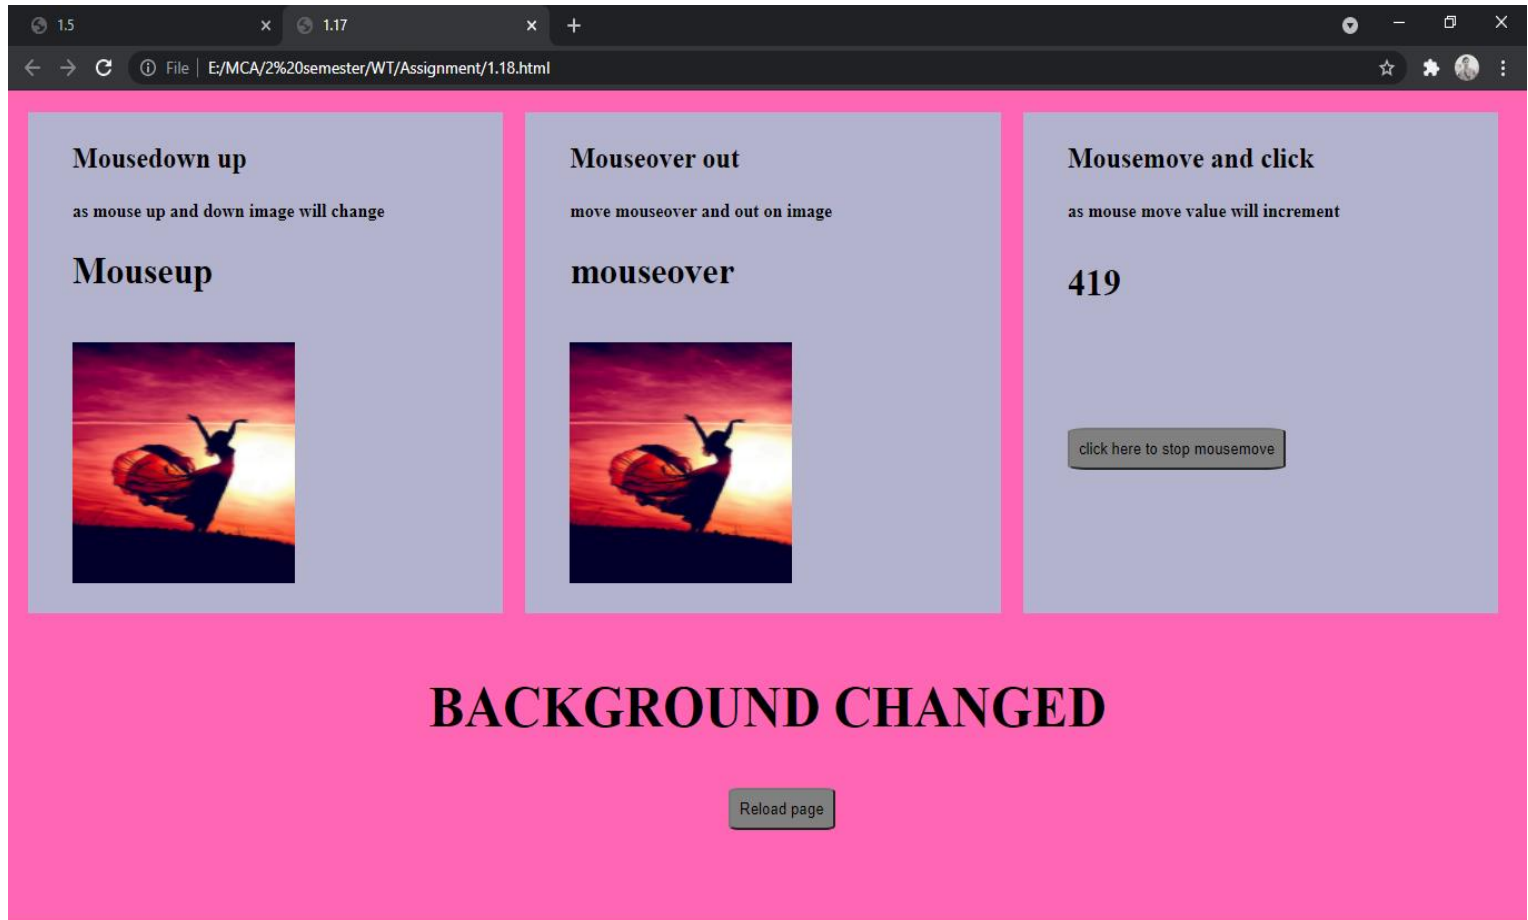 1.5
1.17
File | E:/MCA/2%20semester/WT/Assignment/1.18.html
Mousedown up
as mouse up and down image will change
Mouseup
Mouseover out
move mouseover and out on image
mouseover
Mousemove and click
as mouse move value will increment
419
click here to stop mousemove
BACKGROUND CHANGED
Reload page